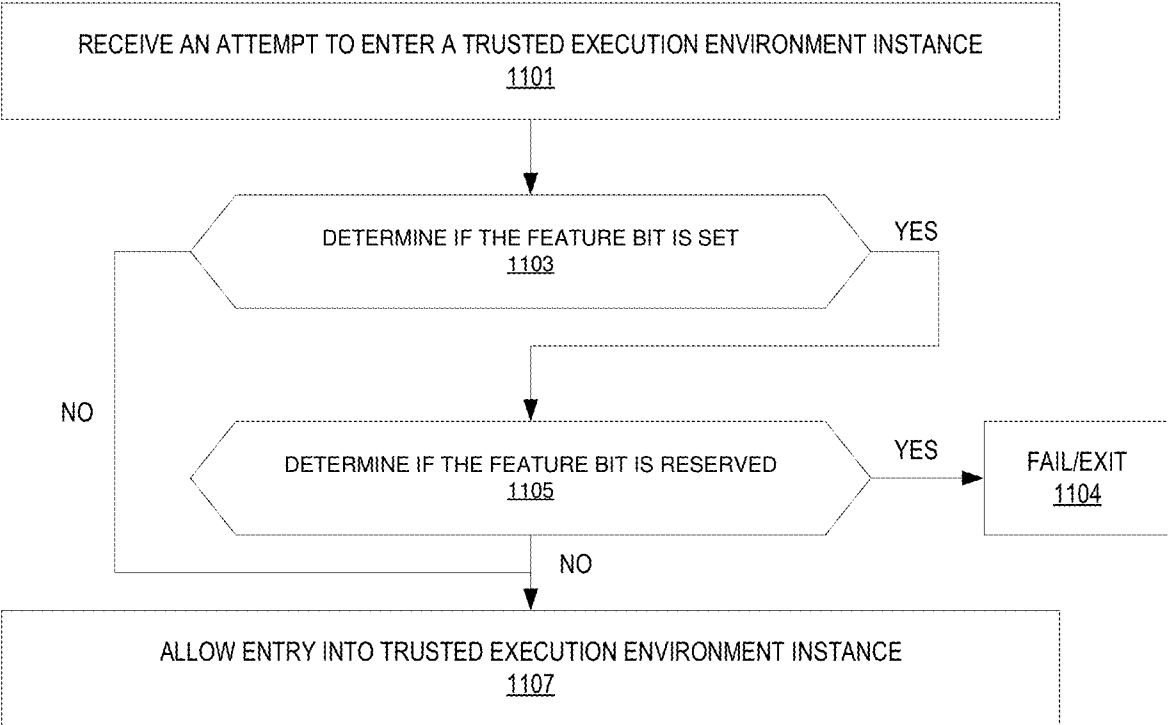 RECEIVE AN ATTEMPT TO ENTER A TRUSTED EXECUTION ENVIRONMENT INSTANCE
1101
DETERMINE IF THE FEATURE BIT IS SET
1103
YES
NO
DETERMINE IF THE FEATURE BIT IS RESERVED
1105
YES
FAIL/EXIT
1104
NO
ALLOW ENTRY INTO TRUSTED EXECUTION ENVIRONMENT INSTANCE
1107